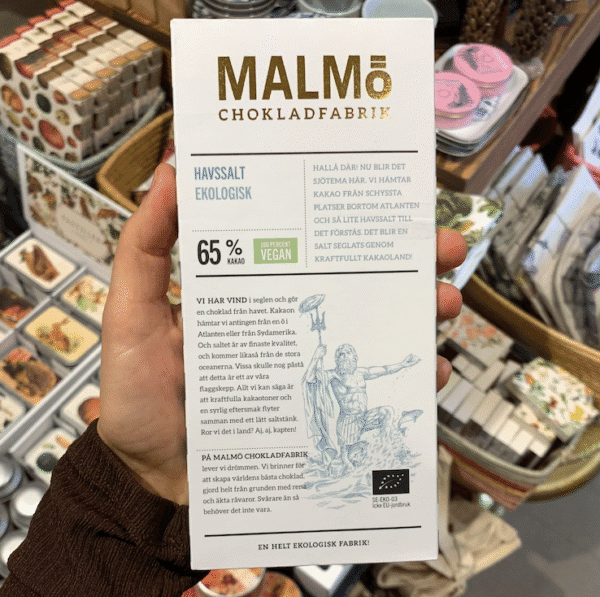 MALMÖ
CHOKLADFABRIK
HAVSSALT
EKOLOGISK
65 % KAKAO
100 PERCENT
VEGAN
HALLÅ DÄR! NU BLIR DET
SJÖTEMA HÄR. VI HÄMTAR
KAKAO FRÅN SCHYSSTA
PLATSER BORTOM ATLANTEN
OCH SÅ LITE HAVSSALT TILL
DET FÖRSTÅS. DET BLIR EN
SALT SEGLATS GENOM
KRAFTFULLT KAKAOLAND!
VI HAR VIND i seglen och gör
en choklad från havet. Kakaon
hämtar vi antingen från en ö i
Atlanten eller från Sydamerika.
Och saltet är av finaste kvalitet,
och kommer likaså från de stora
oceanerna. Vissa skulle nog påstå
att detta är ett av våra
flaggskepp. Allt vi kan säga är
att kraftfulla kakaotoner och
en syrlig eftersmak flyter
samman med ett lätt saltstänk.
Ror vi det i land? Aj, aj, kapten!
PÅ MALMÖ CHOKLADFABRIK
lever vi drömmen. Vi brinner för
att skapa världens bästa choklad,
gjord helt från grunden med rena
och äkta råvaror. Svårare än så
behöver det inte vara.
SE-EKO-03
Icke EU-jordbruk
EN HELT EKOLOGISK FABRIK!